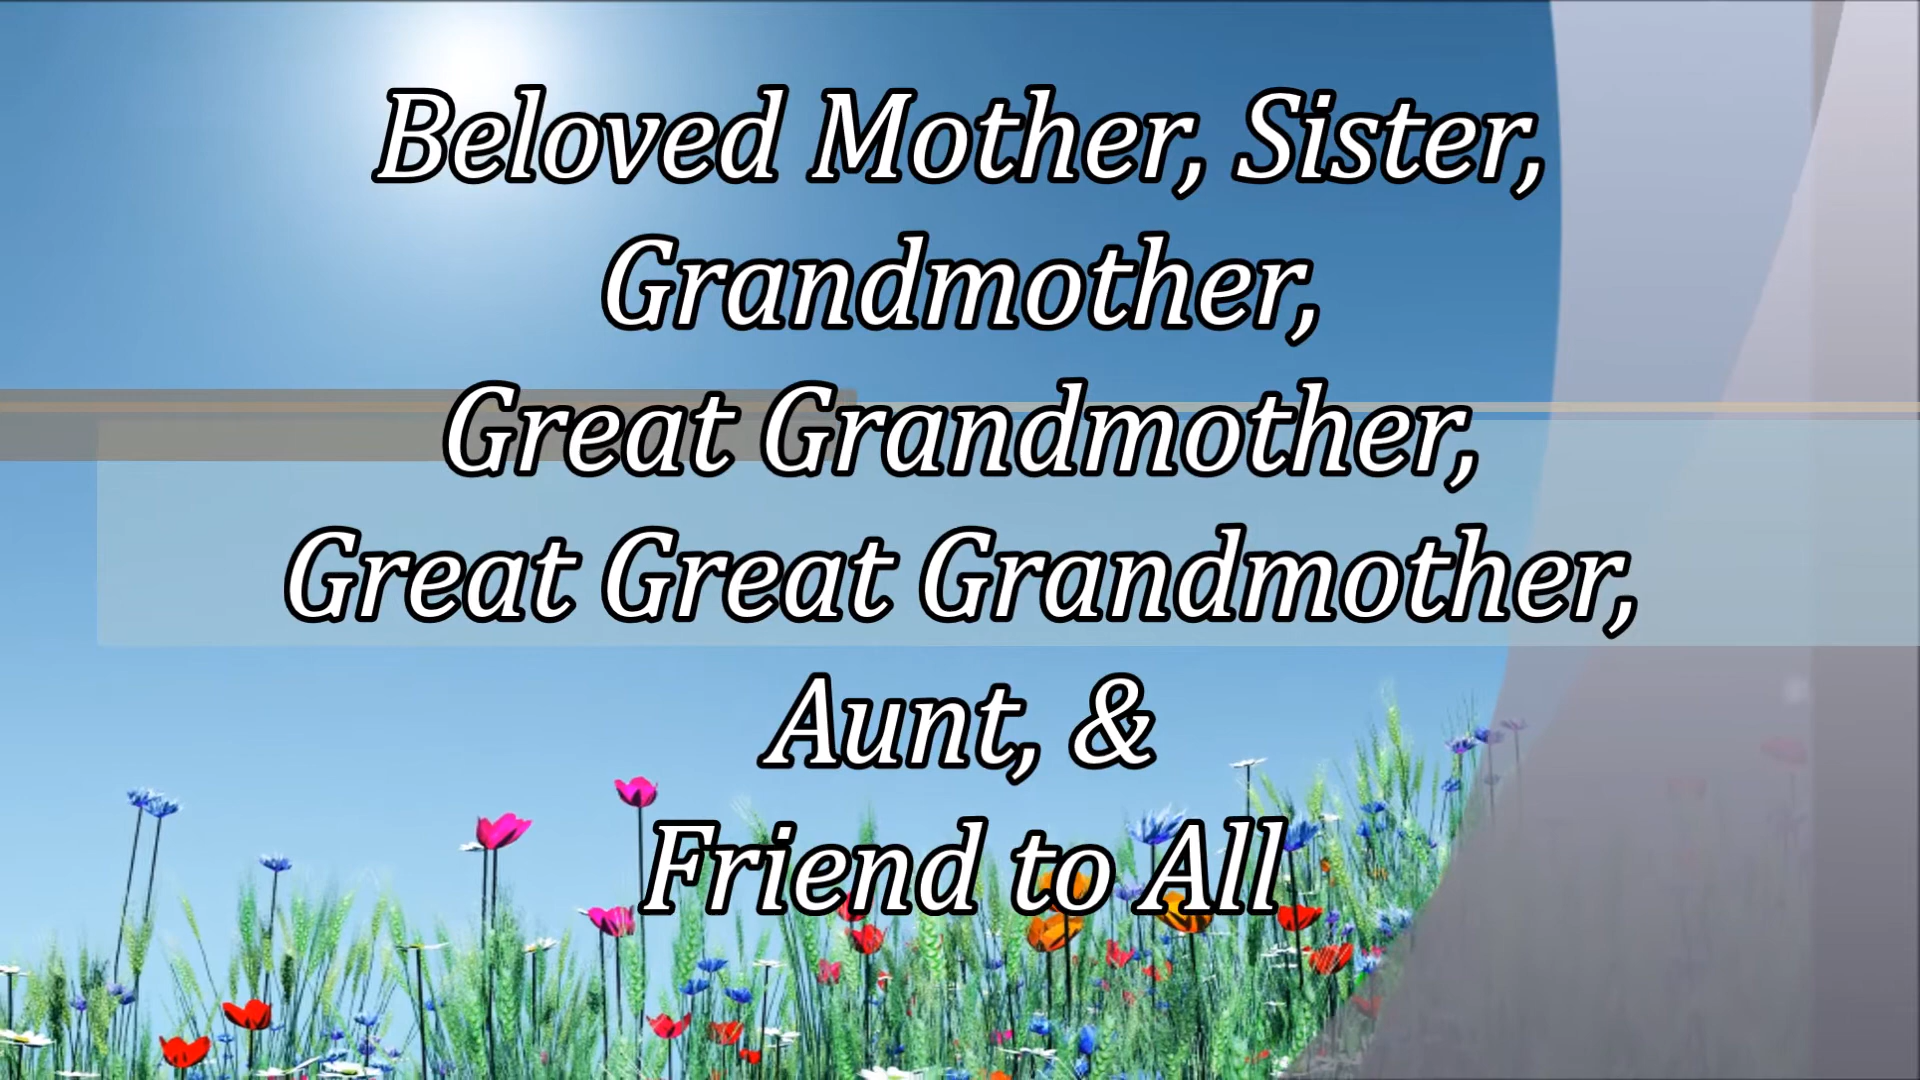 Beloved Mother, Sister,
Grandmother,
Great Grandmother,
Great Great Grandmother,
Aunt, &
Friend to All